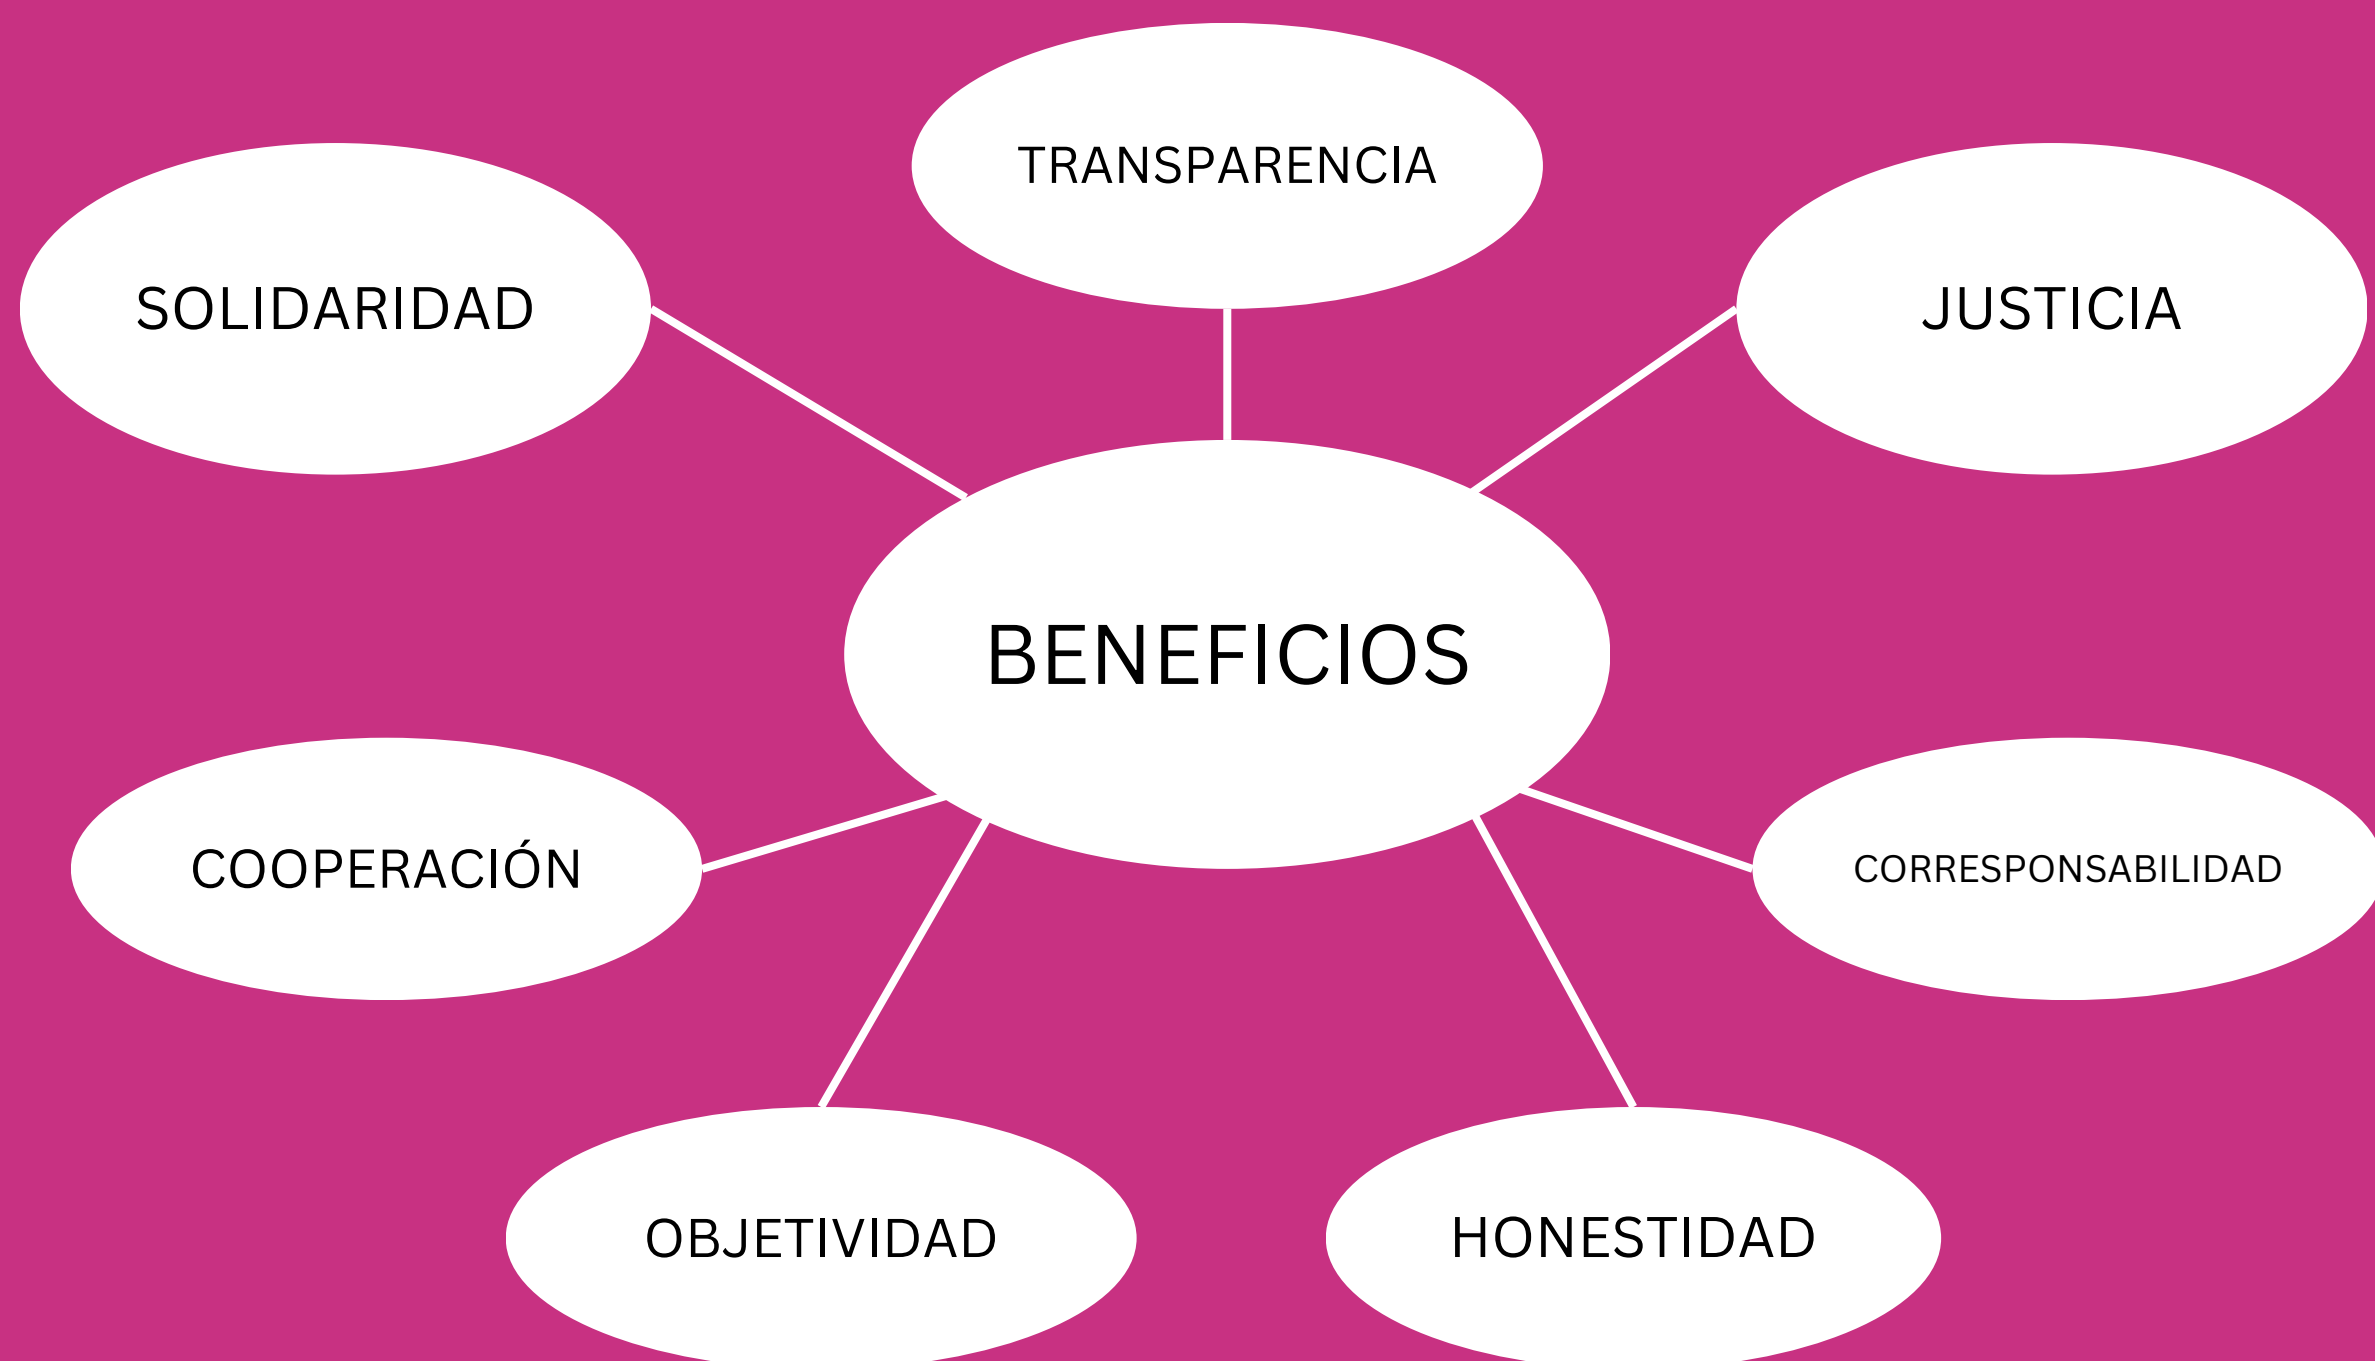 TRANSPARENCIA
SOLIDARIDAD
JUSTICIA
BENEFICIOS
COOPERACIÓN
CORRESPONSABILIDAD
OBJETIVIDAD
HONESTIDAD